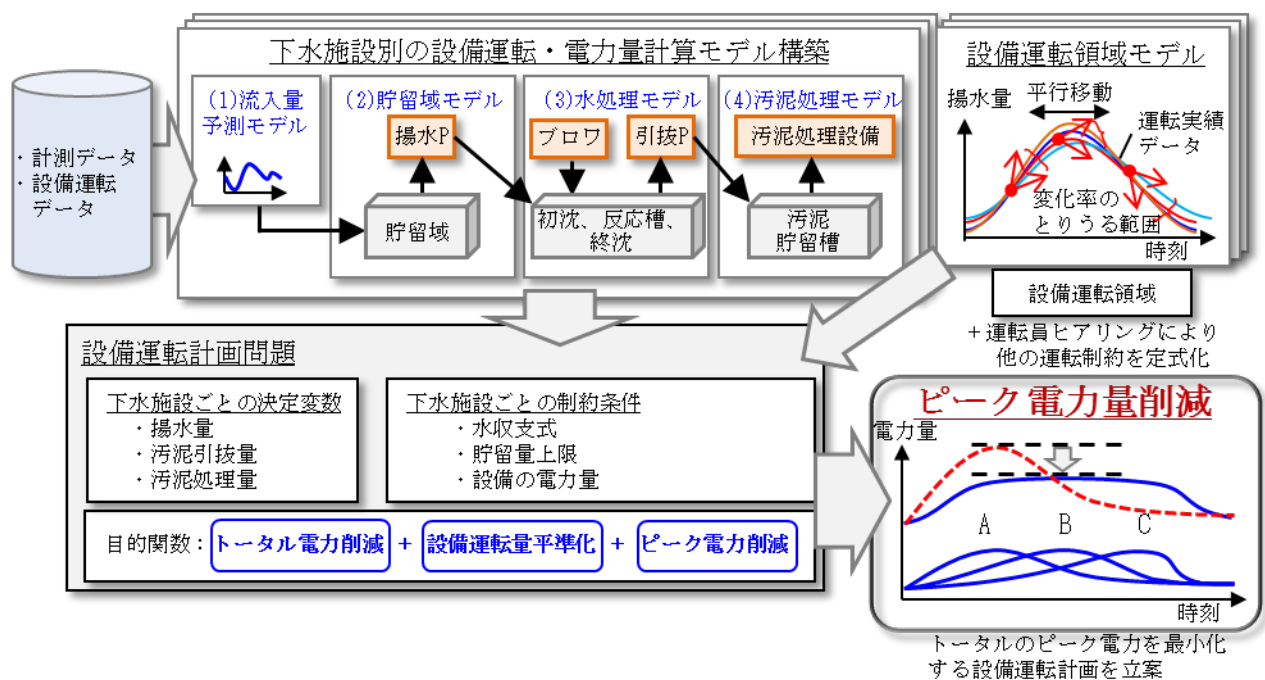 下水施設別の設備運転・電力量計算モデル構築
・計測データ
・設備運転
データ
(1)流入量
予測モデル
(2)貯留域モデル
揚水P
貯留域
(3)水処理モデル
ブロワ
引抜P
初沈、反応槽、
終沈
(4)汚泥処理モデル
汚泥処理設備
汚泥
貯留槽
設備運転領域モデル
揚水量
平行移動
運転実績
データ
変化率の
とりうる範囲
時刻
設備運転領域
+運転員ヒアリングにより
他の運転制約を定式化
設備運転計画問題
下水施設ごとの決定変数
・揚水量
・汚泥引抜量
・汚泥処理量
下水施設ごとの制約条件
・水収支式
・貯留量上限
・設備の電力量
目的関数：トータル電力削減 + 設備運転量平準化 + ピーク電力削減
ピーク電力量削減
電力量
A B C
時刻
トータルのピーク電力を最小化
する設備運転計画を立案